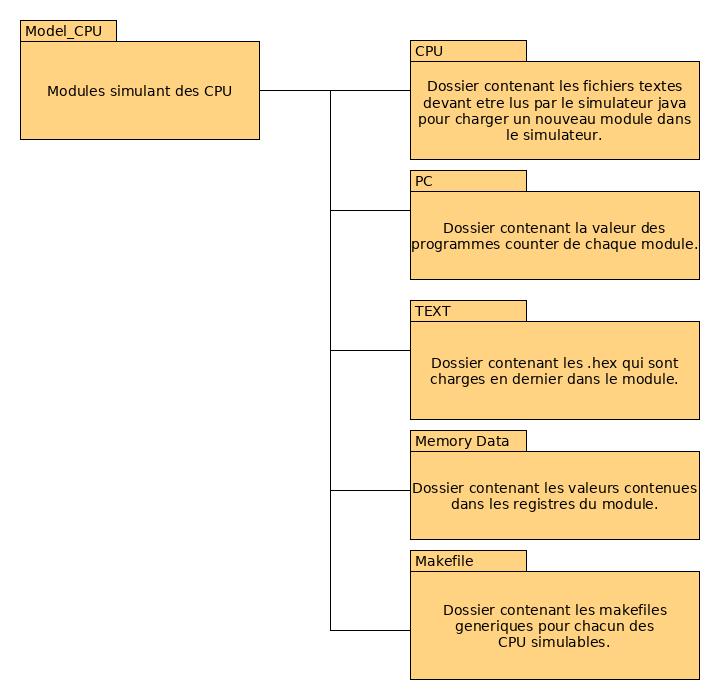 Model_CPU
Modules simulant des CPU
CPU
Dossier contenant les fichiers textes
devant etre lus par le simulateur java
pour charger un nouveau module dans
le simulateur.
PC
Dossier contenant la valeur des
programmes counter de chaque module.
TEXT
Dossier contenant les .hex qui sont
charges en dernier dans le module.
Memory Data
Dossier contenant les valeurs contenues
dans les registres du module.
Makefile
Dossier contenant les makefiles
generiques pour chacun des
CPU simulables.